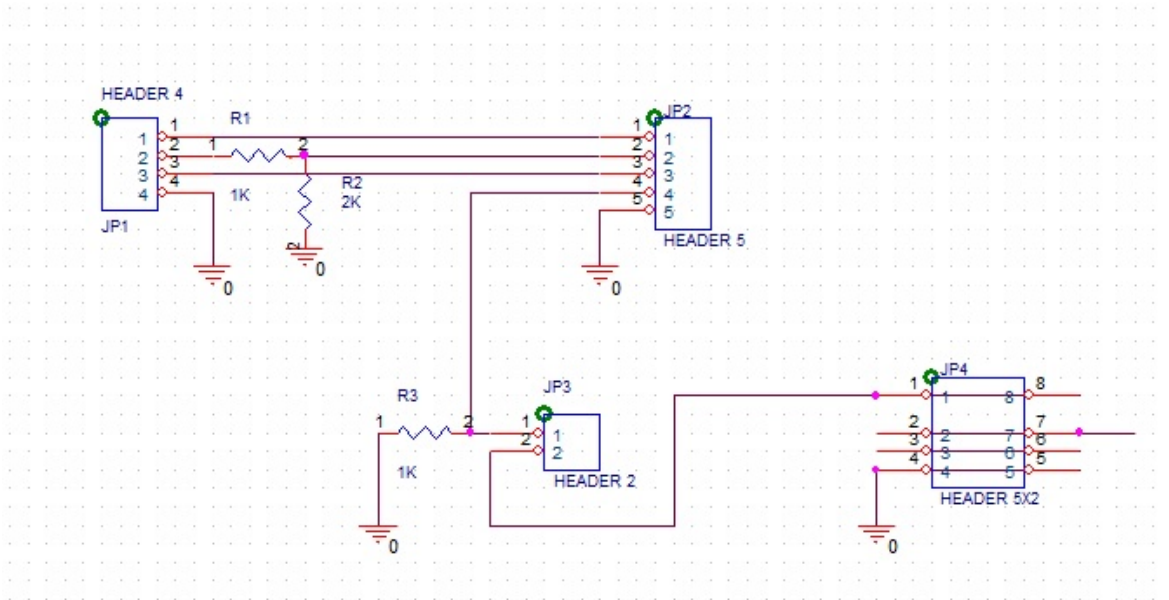 HEADER 4
R1
JP2
1 1 1 2 1 1
2 2 2 2
3 3 3 3
4 4 R2 4 4
1K 2K 5 5
JP1
HEADER 5
2
0
0
0
JP4
JP3
1 1 8 8
R3
1 2 1 1
2 2 7 7
2 2
3 3 6 6
4 4 5 5
1K
HEADER 2
HEADER 5X2
0
0